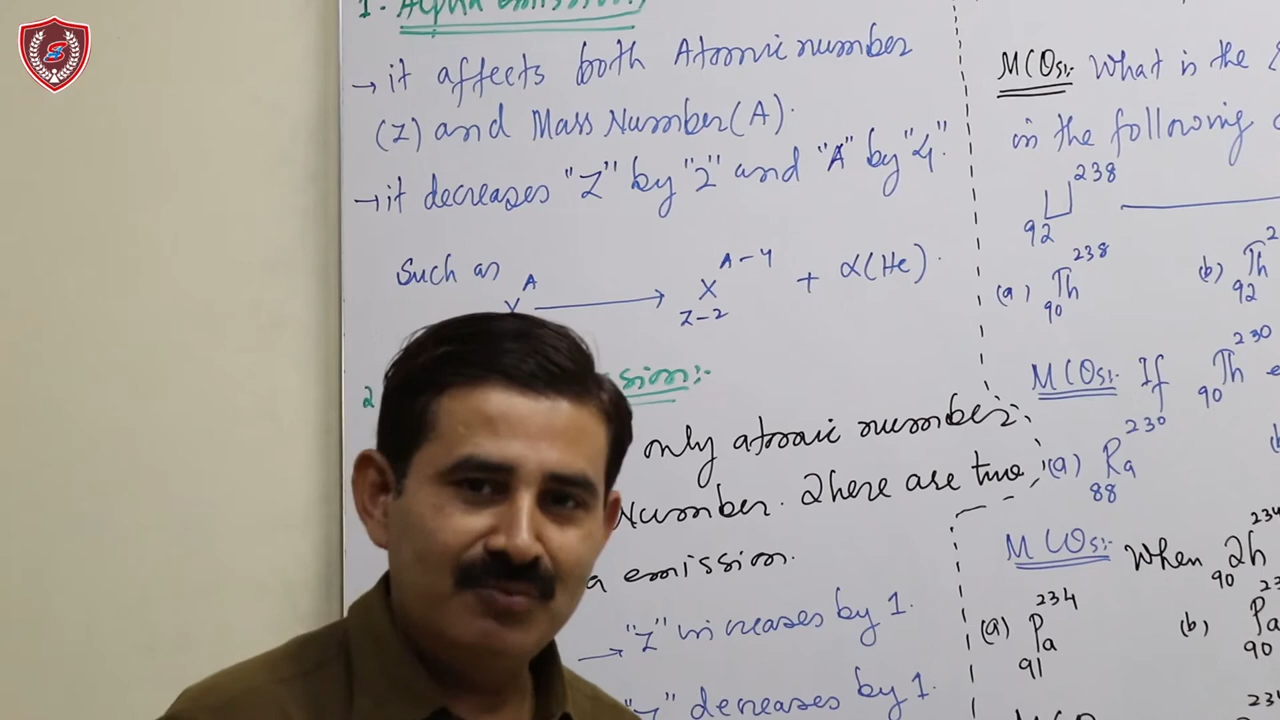 1. Alpha emission
→ it affects both Atomic number
(Z) and Mass Number (A).
→ it decreases "Z" by "2" and "A" by "4".
Such as
X A → X A-4 Z-2 + α(He).
2
only atomic number.
Number. There are two
emission.
→ "Z" increases by 1.
decreases by 1.
MCQs:- What is the
in the following
92 U 238
(a) 90 Th 238
(b) 92 Th
MCQs:- If 90 Th 230
(a) 88 Ra 230
MCQs:- When 90 Th 234
(a) 91 Pa 234
(b) 90 Pa